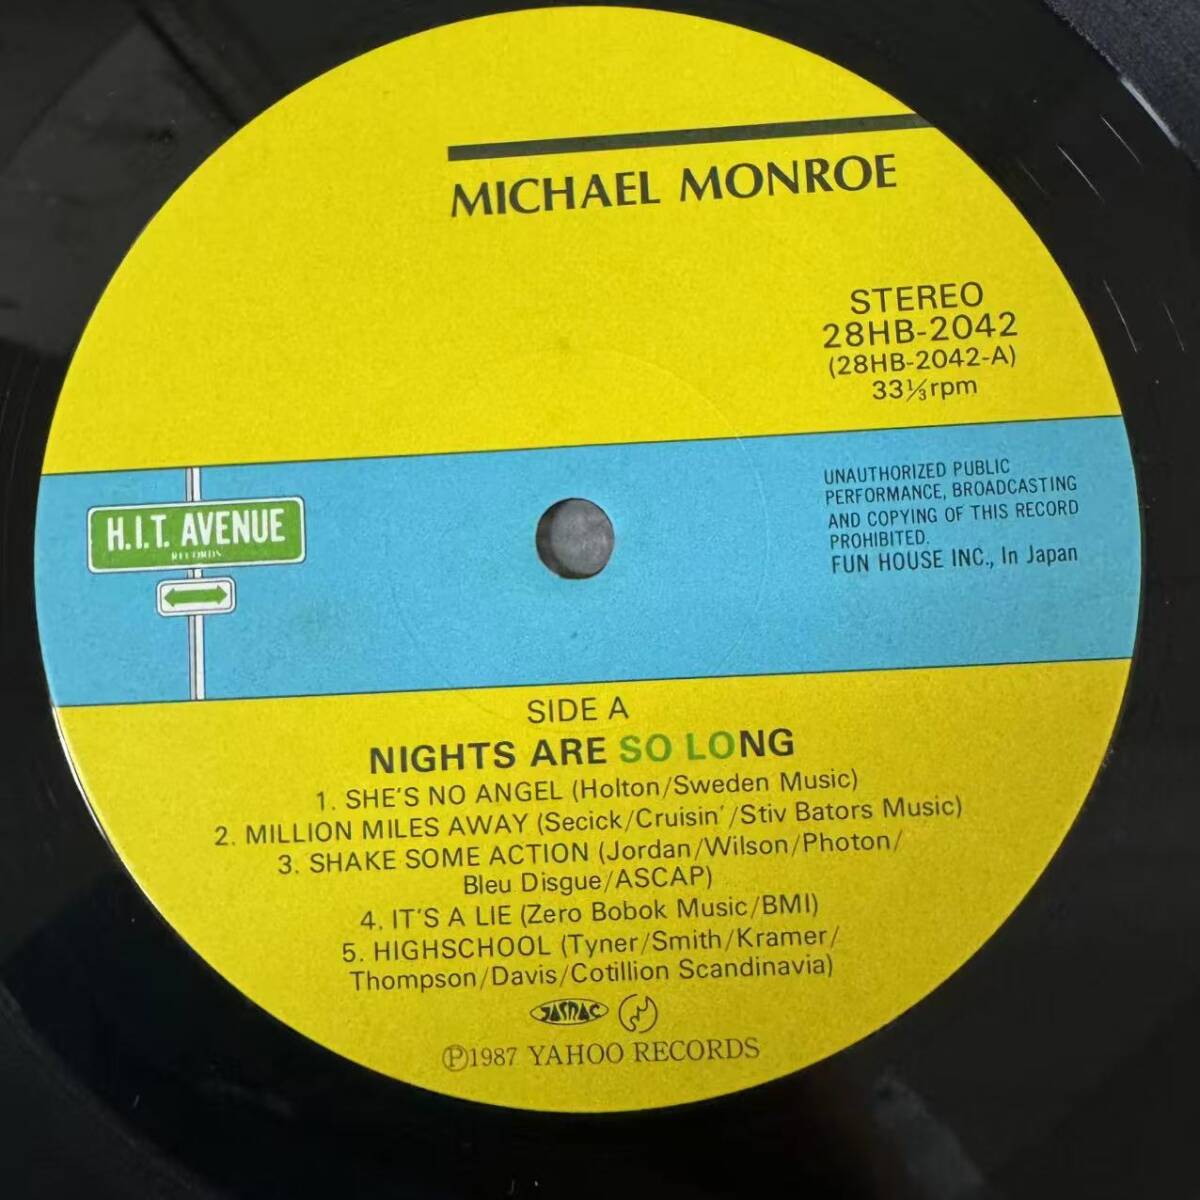 MICHAEL MONROE
STEREO
28HB-2042
(28HB-2042-A)
33⅓rpm
H.I.T. AVENUE
RECORDS
UNAUTHORIZED PUBLIC
PERFORMANCE, BROADCASTING
AND COPYING OF THIS RECORD
PROHIBITED.
FUN HOUSE INC., In Japan
SIDE A
NIGHTS ARE SO LONG
1. SHE'S NO ANGEL (Holton/Sweden Music)
2. MILLION MILES AWAY (Secick/Cruisin'/Stiv Bators Music)
3. SHAKE SOME ACTION (Jordan/Wilson/Photon/
Bleu Disgue/ASCAP)
4. IT'S A LIE (Zero Bobok Music/BMI)
5. HIGHSCHOOL (Tyner/Smith/Kramer/
Thompson/Davis/Cotillion Scandinavia)
JASRAC
Ⓟ1987 YAHOO RECORDS